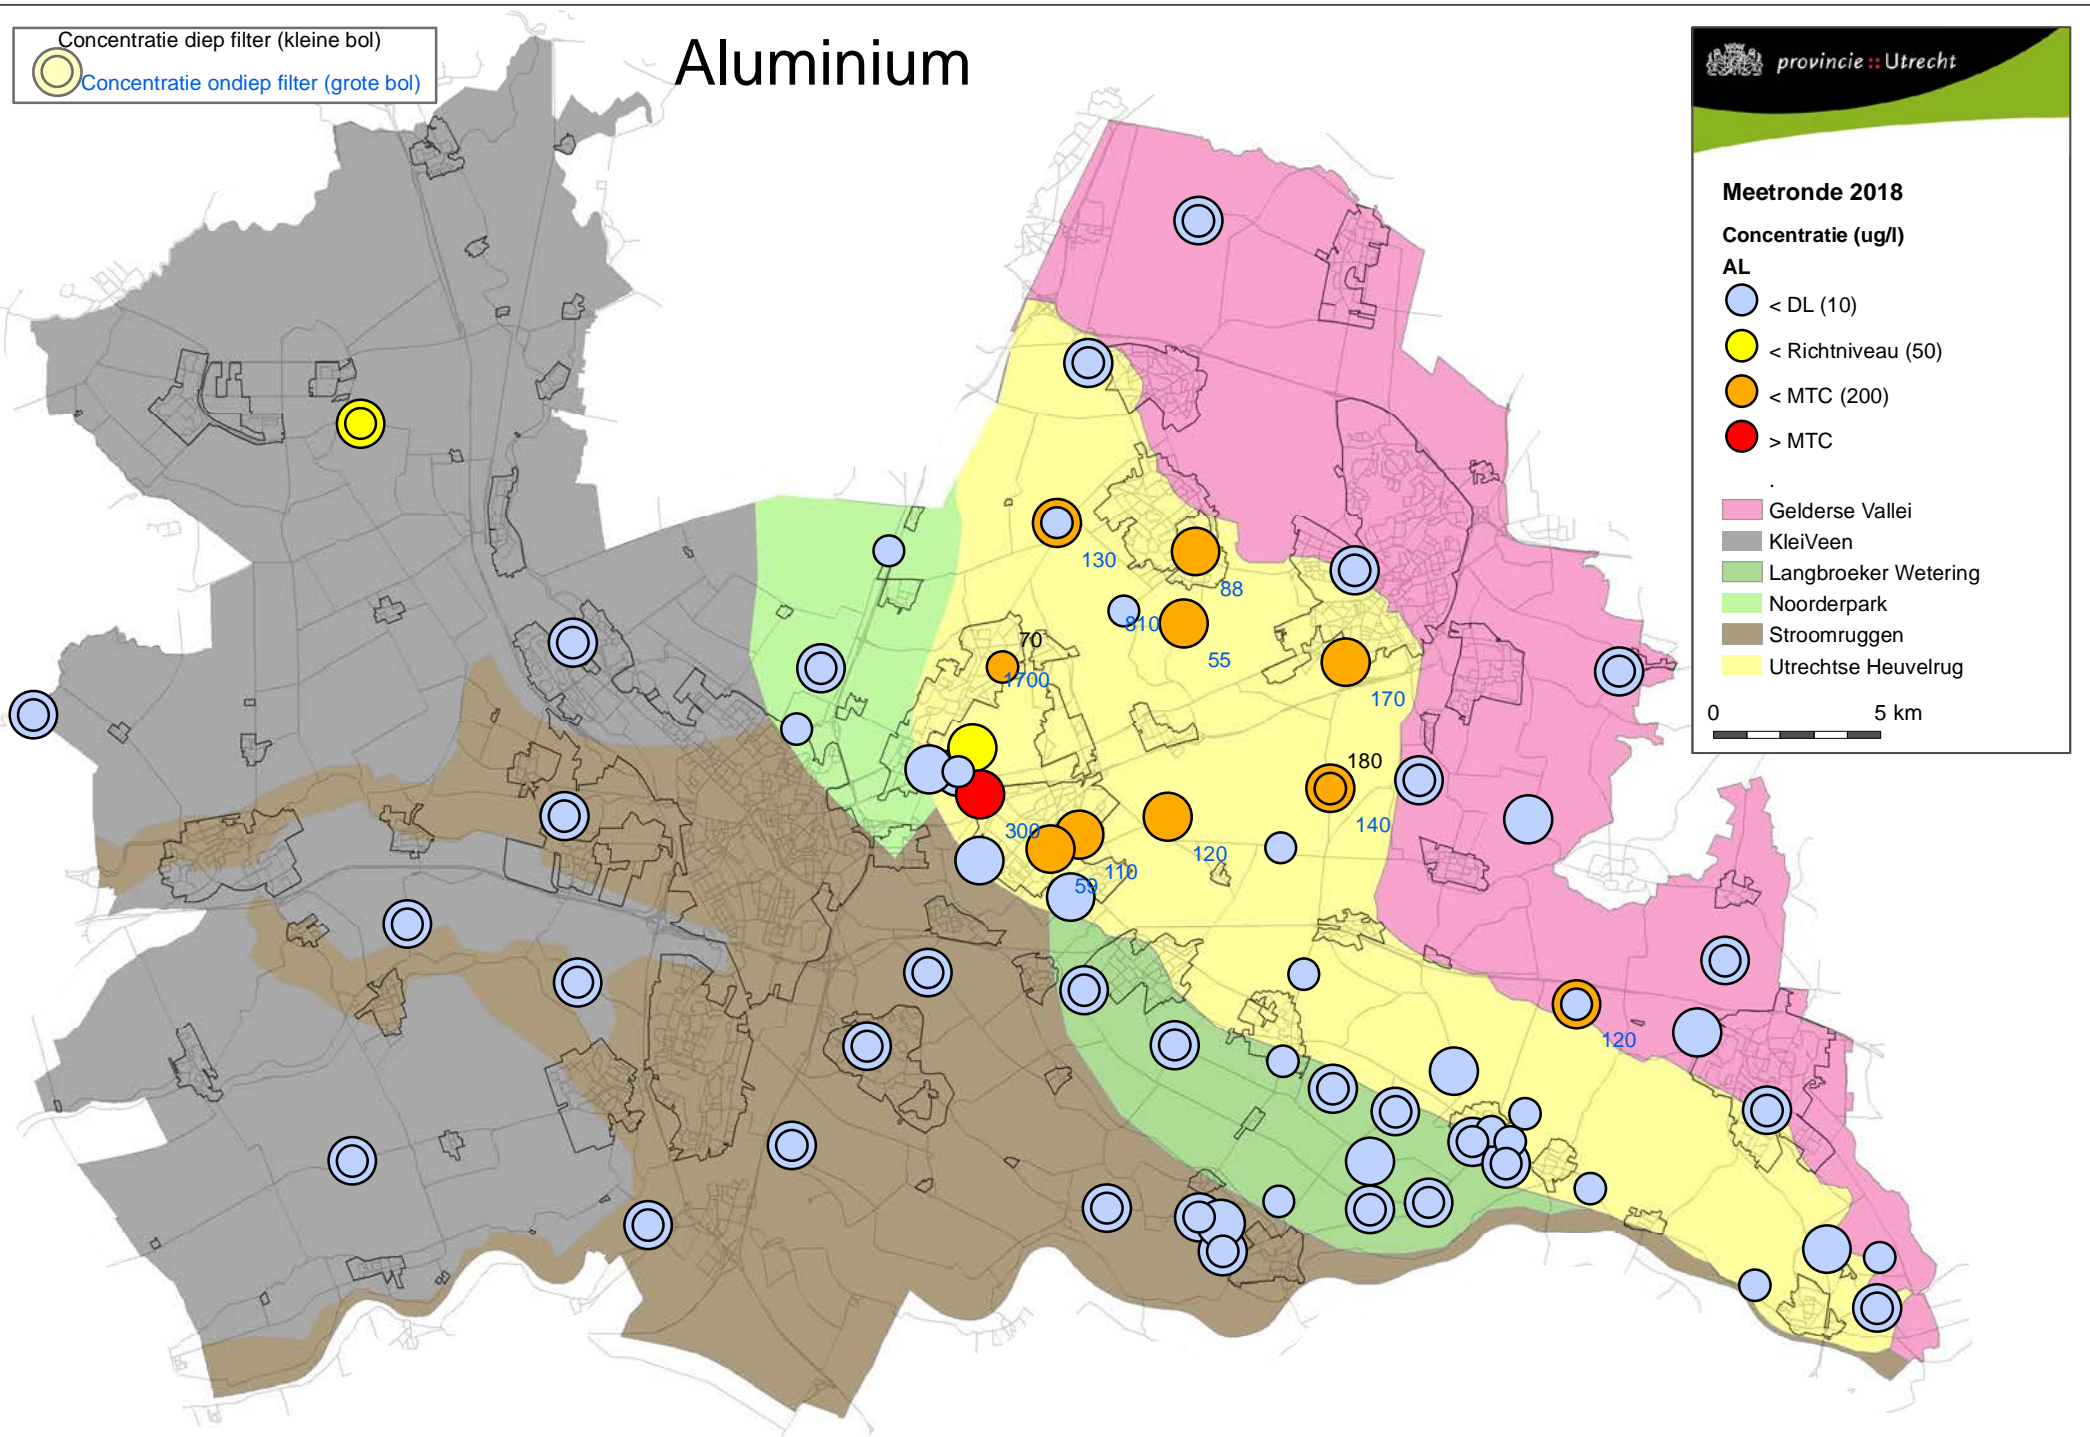 Concentratie diep filter (kleine bol)
Concentratie ondiep filter (grote bol)
Aluminium
provincie :: Utrecht
Meetronde 2018
Concentratie (ug/l)
AL
< DL (10)
< Richtniveau (50)
< MTC (200)
> MTC
.
Gelderse Vallei
KleiVeen
Langbroeker Wetering
Noorderpark
Stroomruggen
Utrechtse Heuvelrug
0 5 km
130
88
810
70
55
1700
170
180
300
140
120
110
59
120